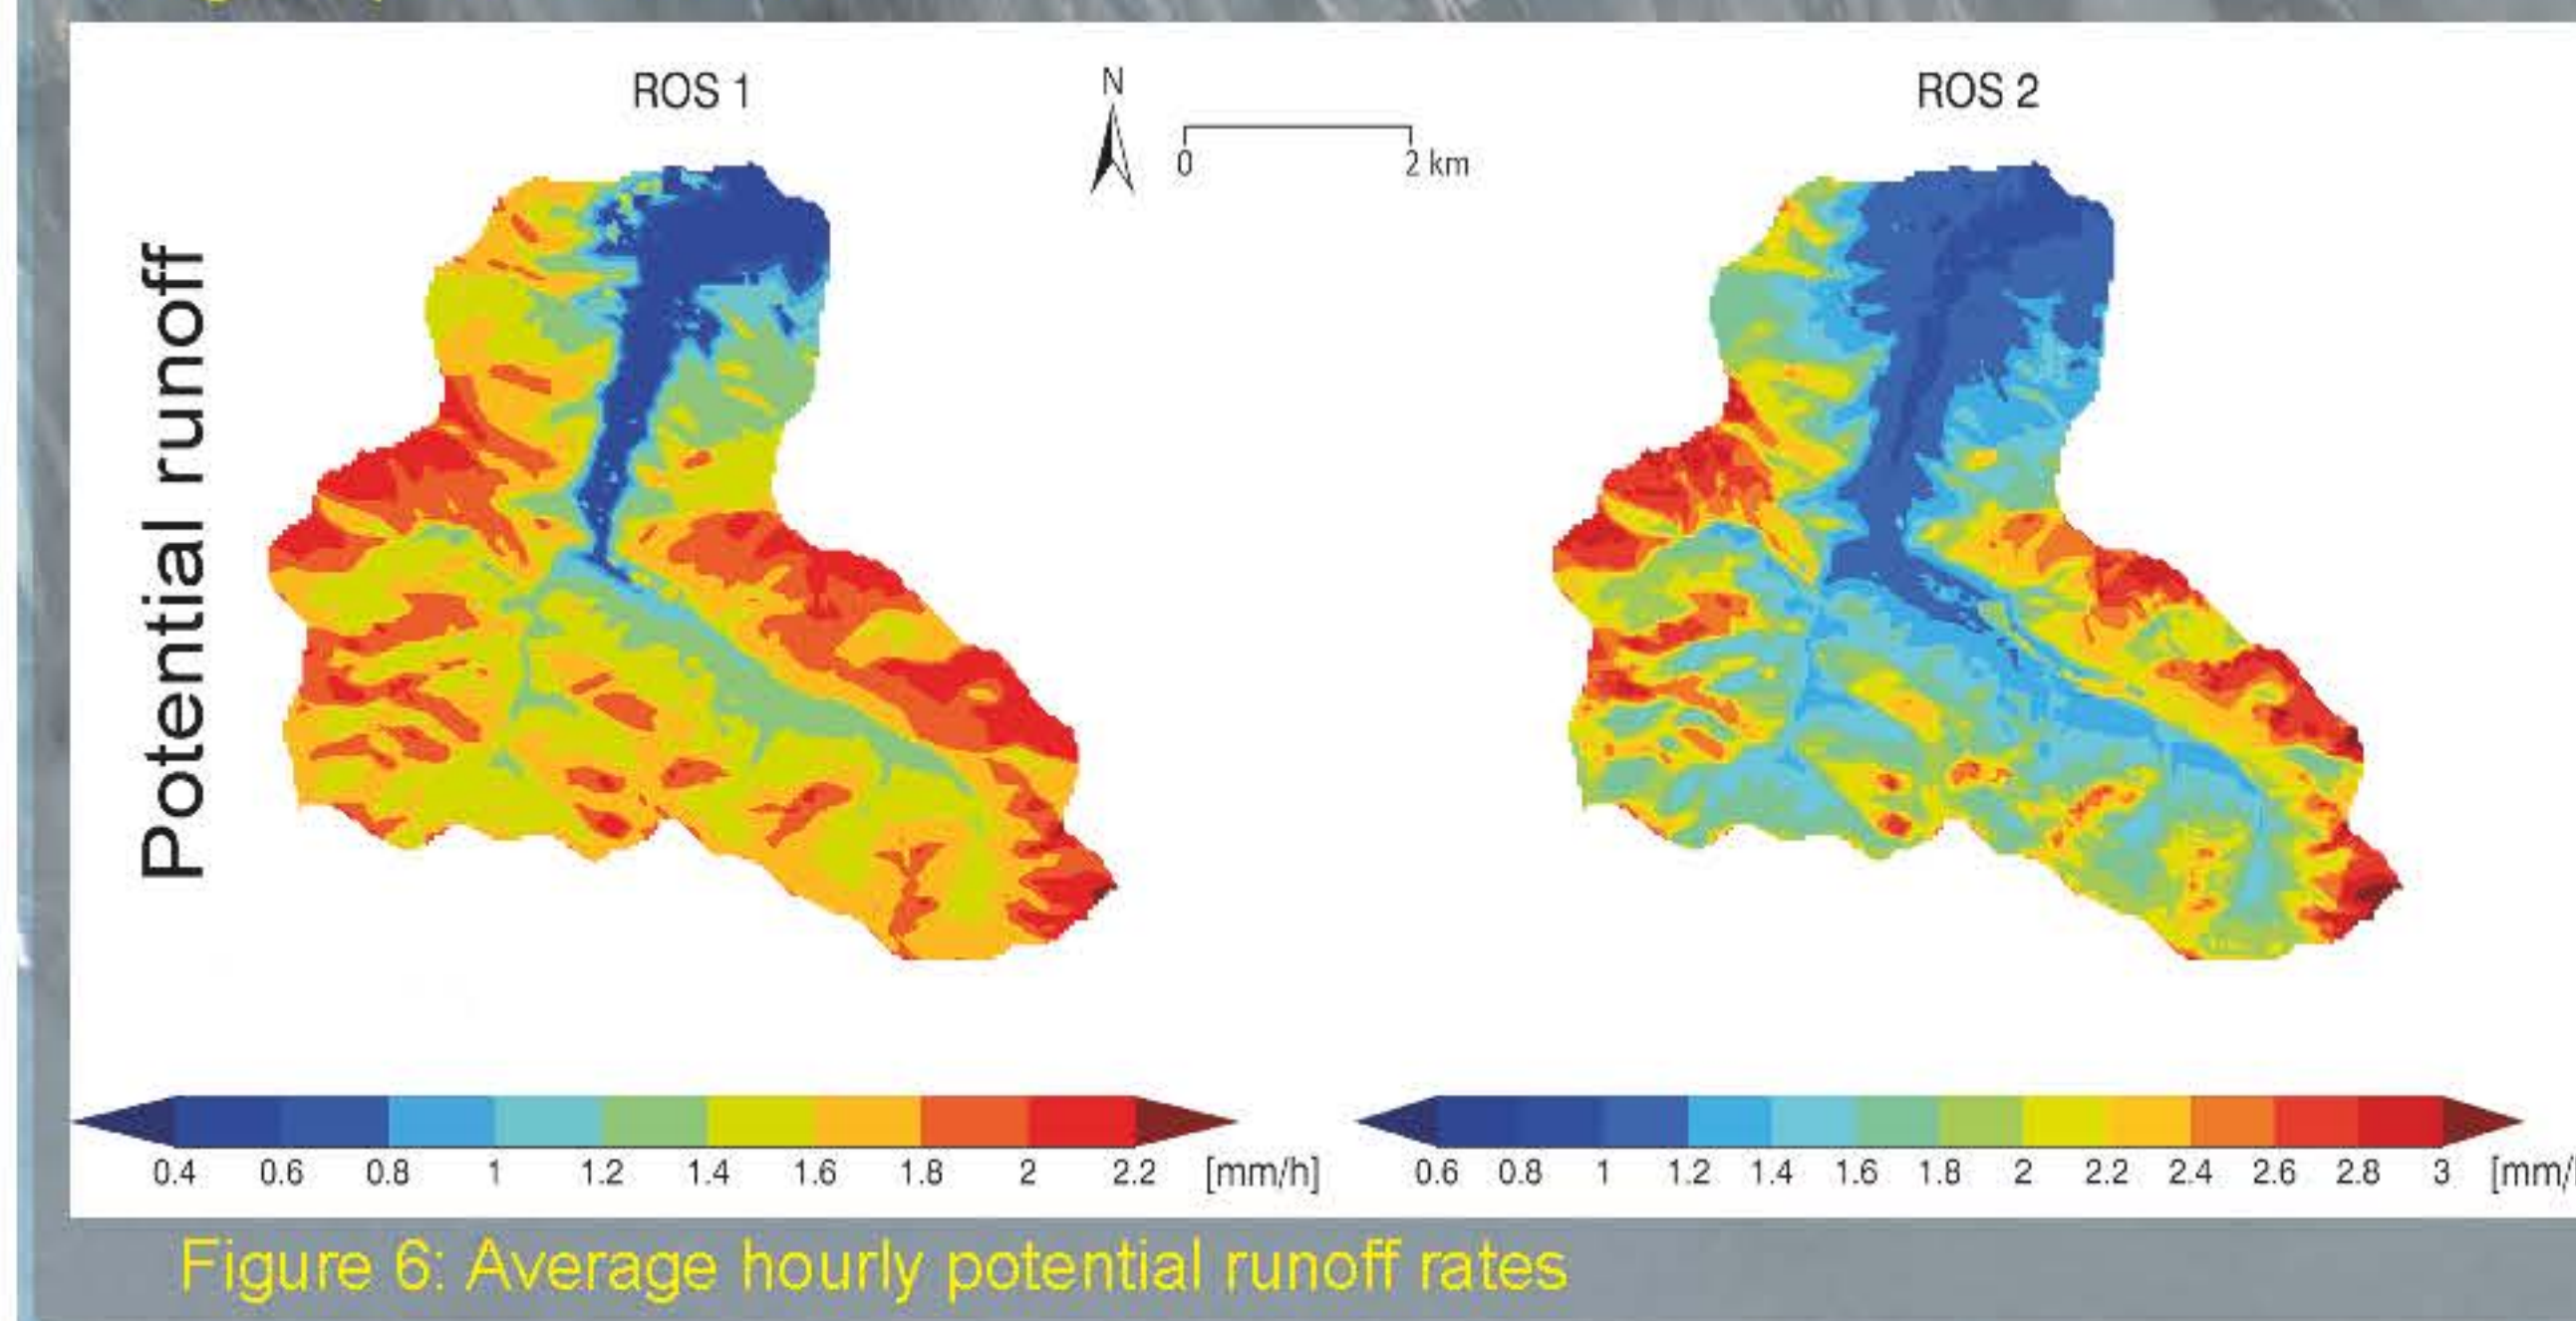 ROS 1
N
0 2 km
ROS 2
Potential runoff
0.4 0.6 0.8 1 1.2 1.4 1.6 1.8 2 2.2 [mm/h]
0.6 0.8 1 1.2 1.4 1.6 1.8 2 2.2 2.4 2.6 2.8 3 [mm/
Figure 6: Average hourly potential runoff rates